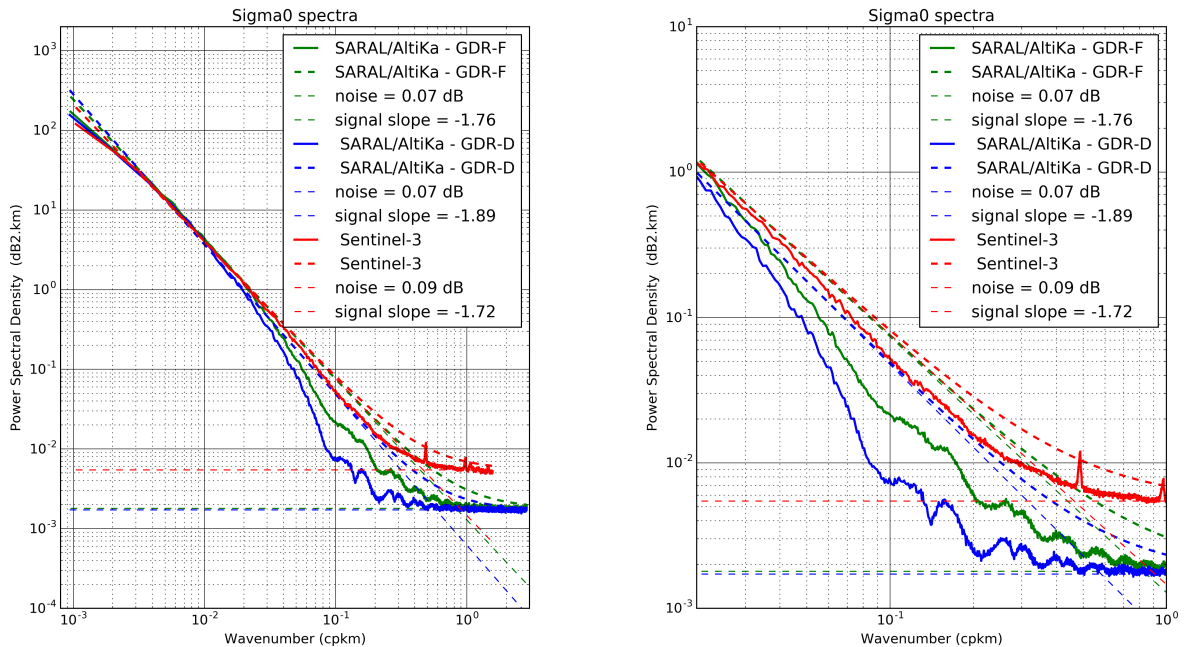 Sigma0 spectra
10^3
10^2
10^1
10^0
10^-1
10^-2
10^-3
10^-4
Power Spectral Density (dB2.km)
SARAL/AltiKa - GDR-F
SARAL/AltiKa - GDR-F
noise = 0.07 dB
signal slope = -1.76
SARAL/AltiKa - GDR-D
SARAL/AltiKa - GDR-D
noise = 0.07 dB
signal slope = -1.89
Sentinel-3
Sentinel-3
noise = 0.09 dB
signal slope = -1.72
10^-3 10^-2 10^-1 10^0
Wavenumber (cpkm)
Sigma0 spectra
10^1
10^0
10^-1
10^-2
10^-3
Power Spectral Density (dB2.km)
SARAL/AltiKa - GDR-F
SARAL/AltiKa - GDR-F
noise = 0.07 dB
signal slope = -1.76
SARAL/AltiKa - GDR-D
SARAL/AltiKa - GDR-D
noise = 0.07 dB
signal slope = -1.89
Sentinel-3
Sentinel-3
noise = 0.09 dB
signal slope = -1.72
10^-1 10^0
Wavenumber (cpkm)